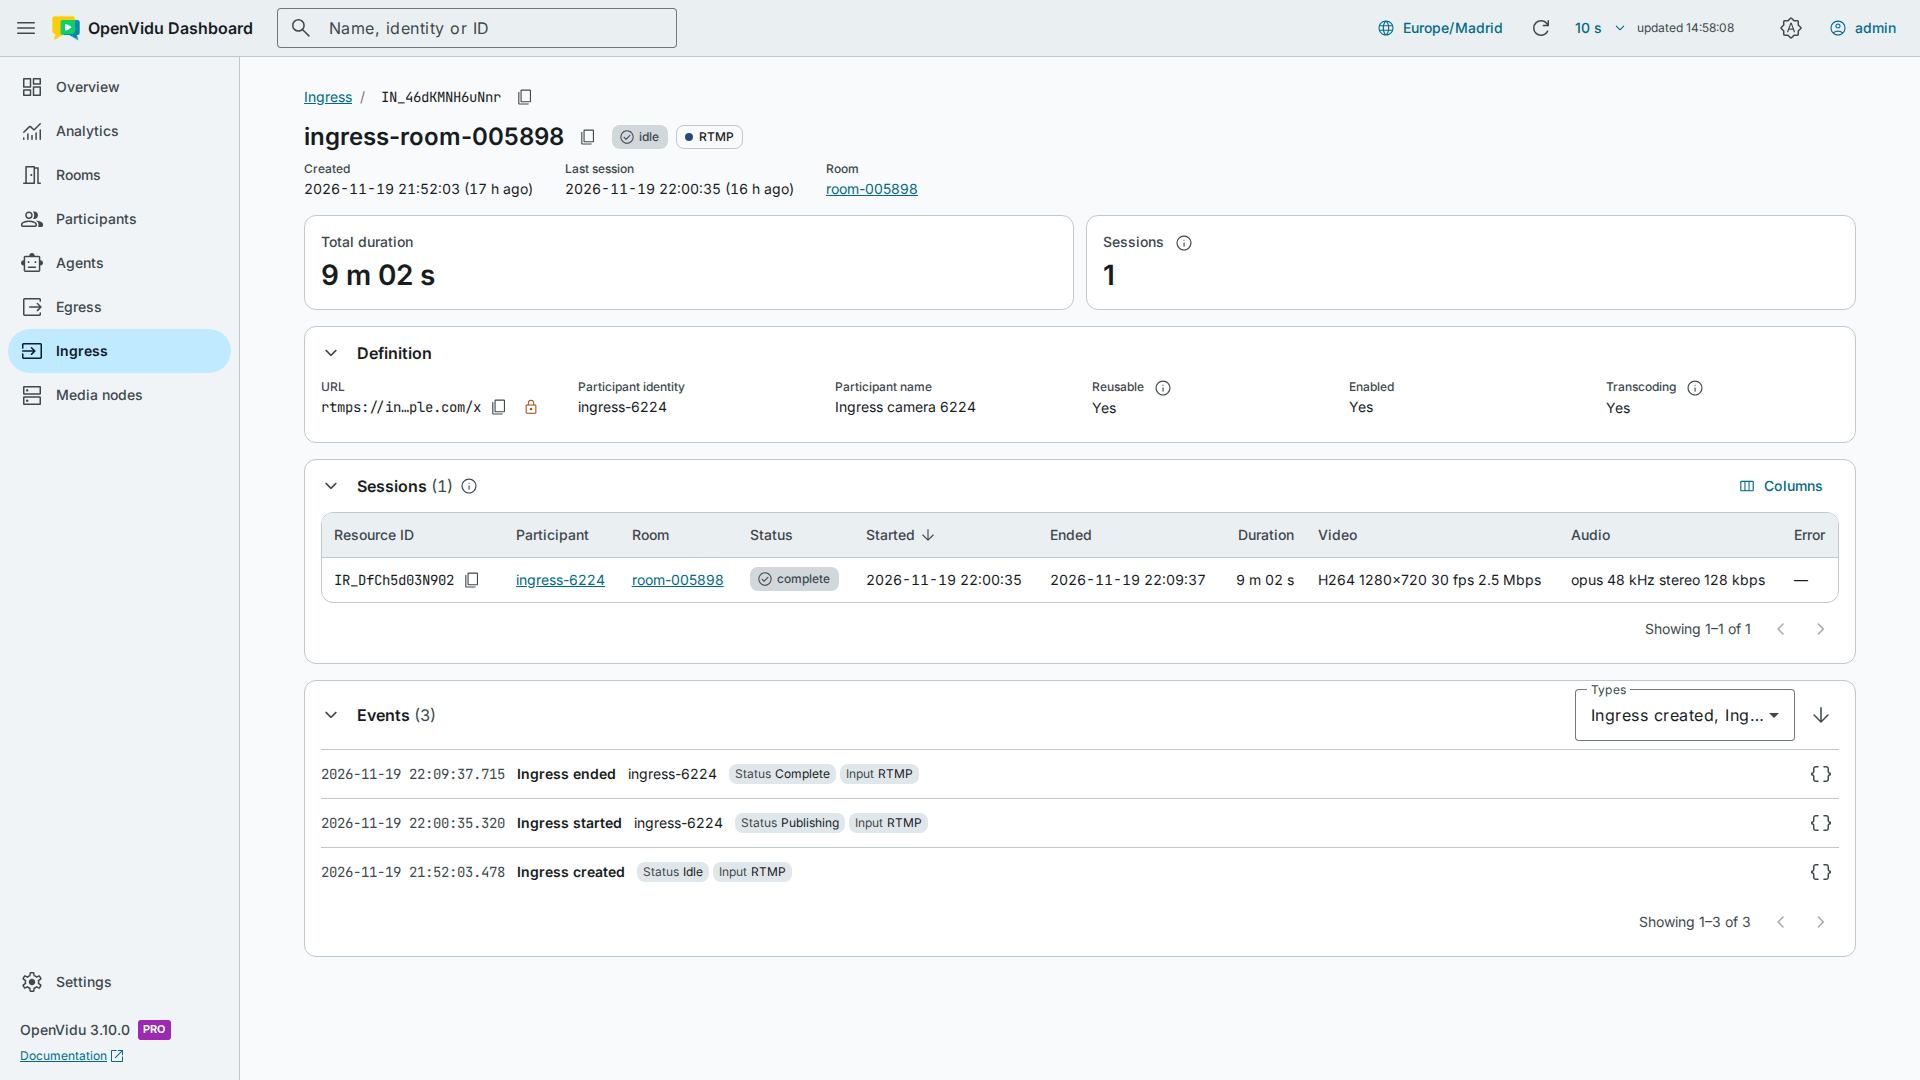 OpenVidu Dashboard
Name, identity or ID
Europe/Madrid
10 s
updated 14:58:08
admin
Overview
Analytics
Rooms
Participants
Agents
Egress
Ingress
Media nodes
Settings
OpenVidu 3.10.0 PRO
Documentation
Ingress / IN_46dKMNH6uNnr
ingress-room-005898 idle RTMP
Created Last session Room
2026-11-19 21:52:03 (17 h ago) 2026-11-19 22:00:35 (16 h ago) room-005898
Total duration
9 m 02 s
Sessions
1
Definition
URL Participant identity Participant name Reusable Enabled Transcoding
rtmps://in…ple.com/x ingress-6224 Ingress camera 6224 Yes Yes Yes
Sessions (1) Columns
Resource ID Participant Room Status Started Ended Duration Video Audio Error
IR_DfCh5d03N902 ingress-6224 room-005898 complete 2026-11-19 22:00:35 2026-11-19 22:09:37 9 m 02 s H264 1280×720 30 fps 2.5 Mbps opus 48 kHz stereo 128 kbps —
Showing 1–1 of 1
Types
Events (3) Ingress created, Ing…
2026-11-19 22:09:37.715 Ingress ended ingress-6224 Status Complete Input RTMP { }
2026-11-19 22:00:35.320 Ingress started ingress-6224 Status Publishing Input RTMP { }
2026-11-19 21:52:03.478 Ingress created Status Idle Input RTMP { }
Showing 1–3 of 3